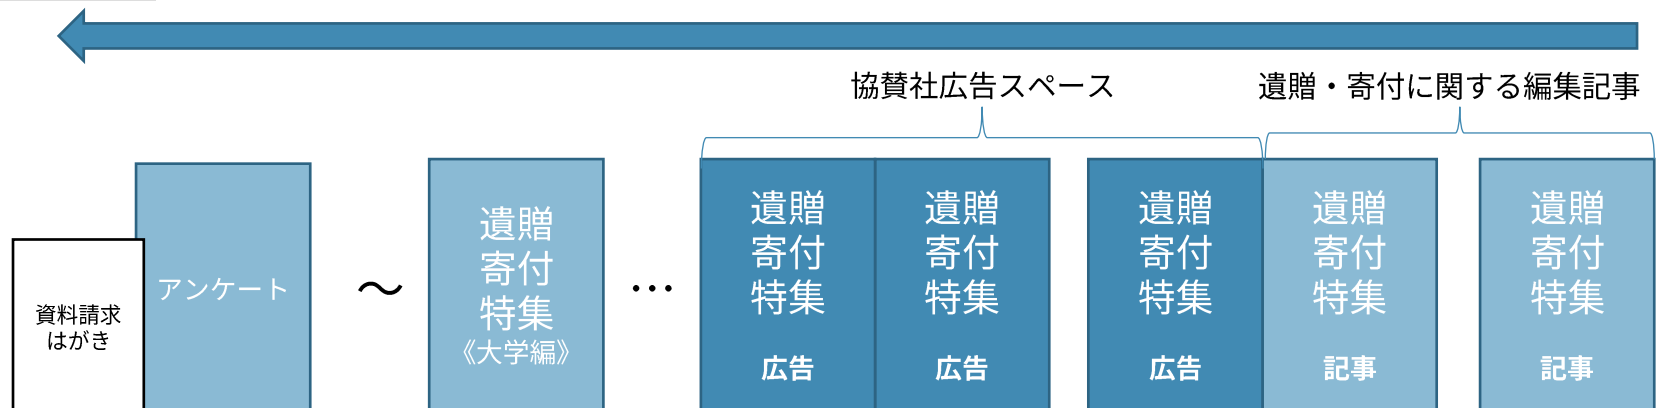 協賛社広告スペース
遺贈・寄付に関する編集記事
資料請求
はがき
アンケート
～
遺贈
寄付
特集
《大学編》
…
遺贈
寄付
特集
広告
遺贈
寄付
特集
広告
遺贈
寄付
特集
広告
遺贈
寄付
特集
記事
遺贈
寄付
特集
記事